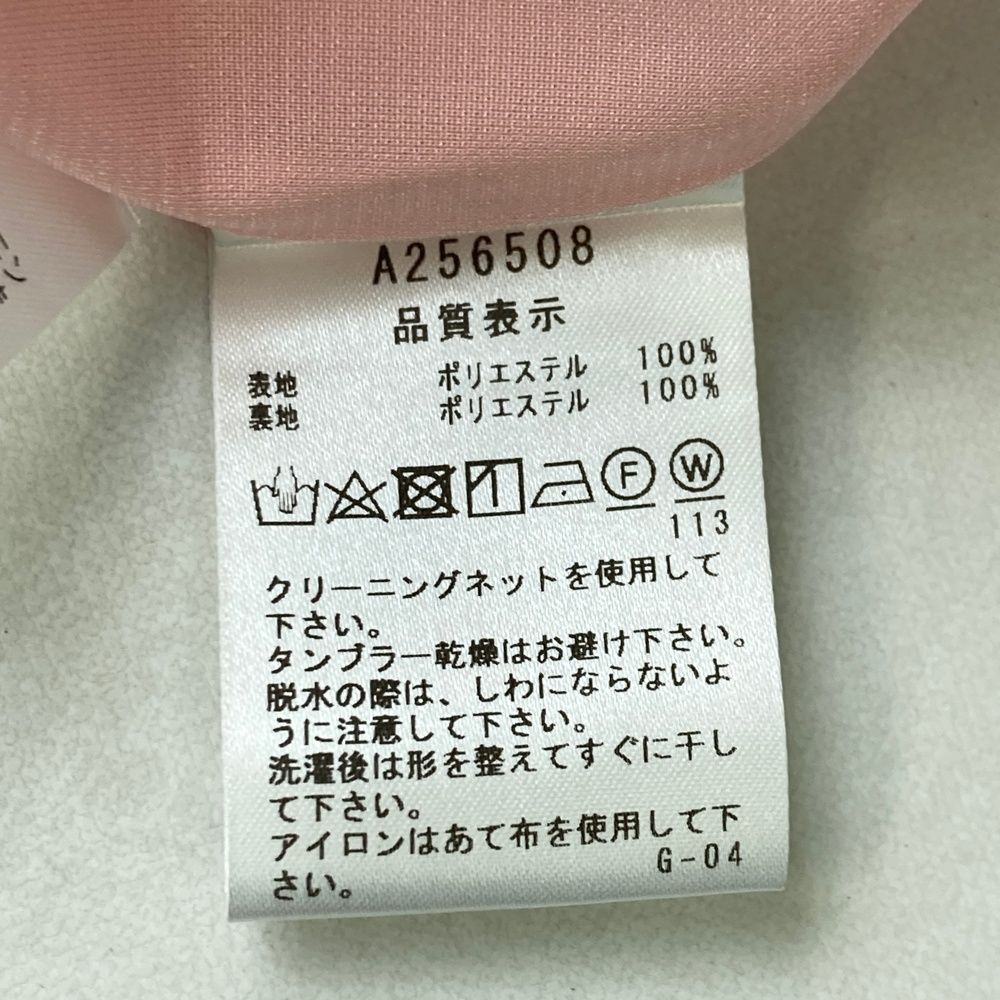 A256508
品質表示
表地 ポリエステル 100%
裏地 ポリエステル 100%
F W
113
クリーニングネットを使用して
下さい。
タンブラー乾燥はお避け下さい。
脱水の際は、しわにならないよ
うに注意して下さい。
洗濯後は形を整えてすぐに干し
て下さい。
アイロンはあて布を使用して下
さい。
G-04